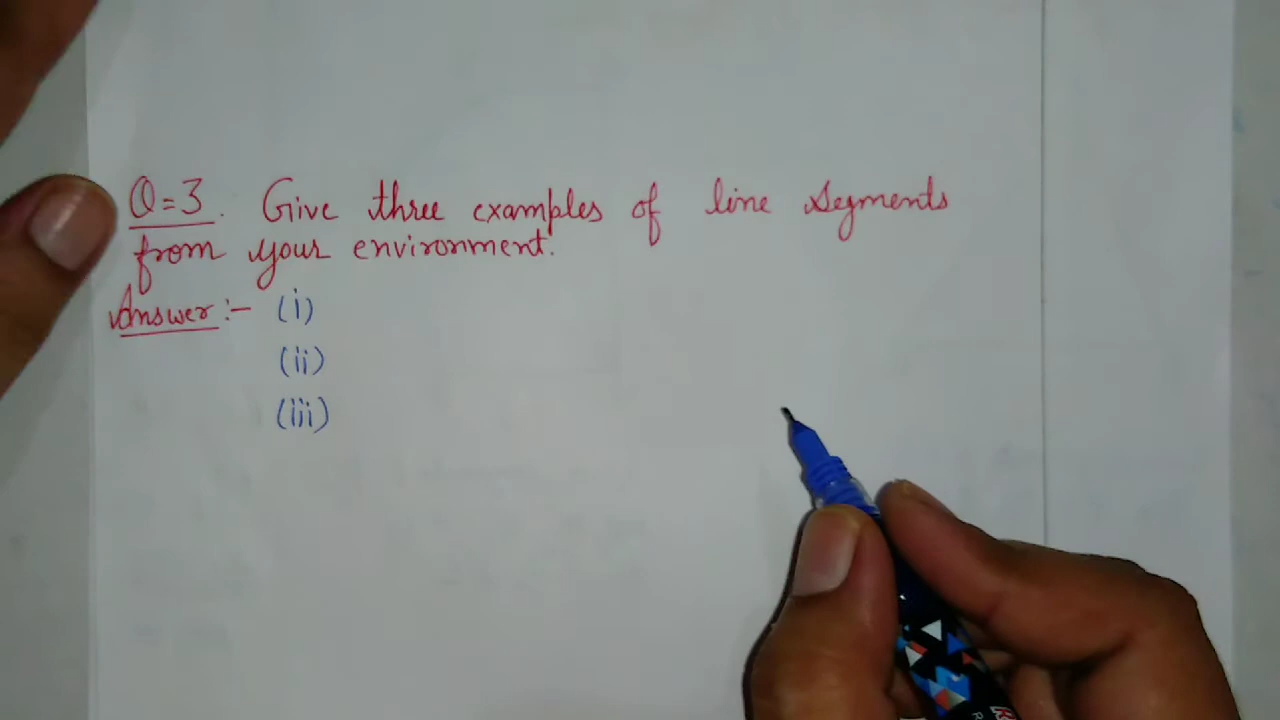 Q=3. Give three examples of line segments
from your environment.
Answer :- (i)
(ii)
(iii)